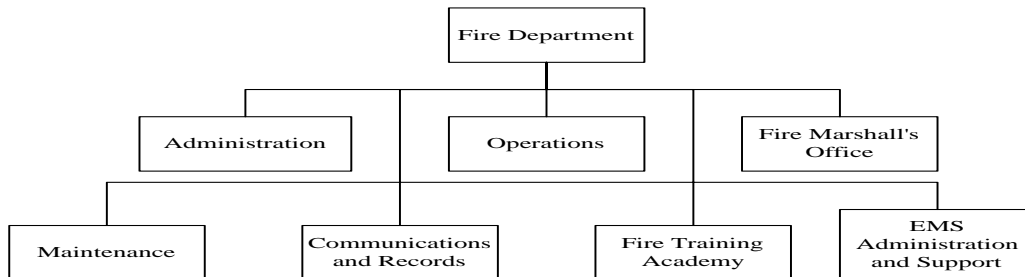 Fire Department
Administration
Operations
Fire Marshall's
Office
Maintenance
Communications
and Records
Fire Training
Academy
EMS
Administration
and Support